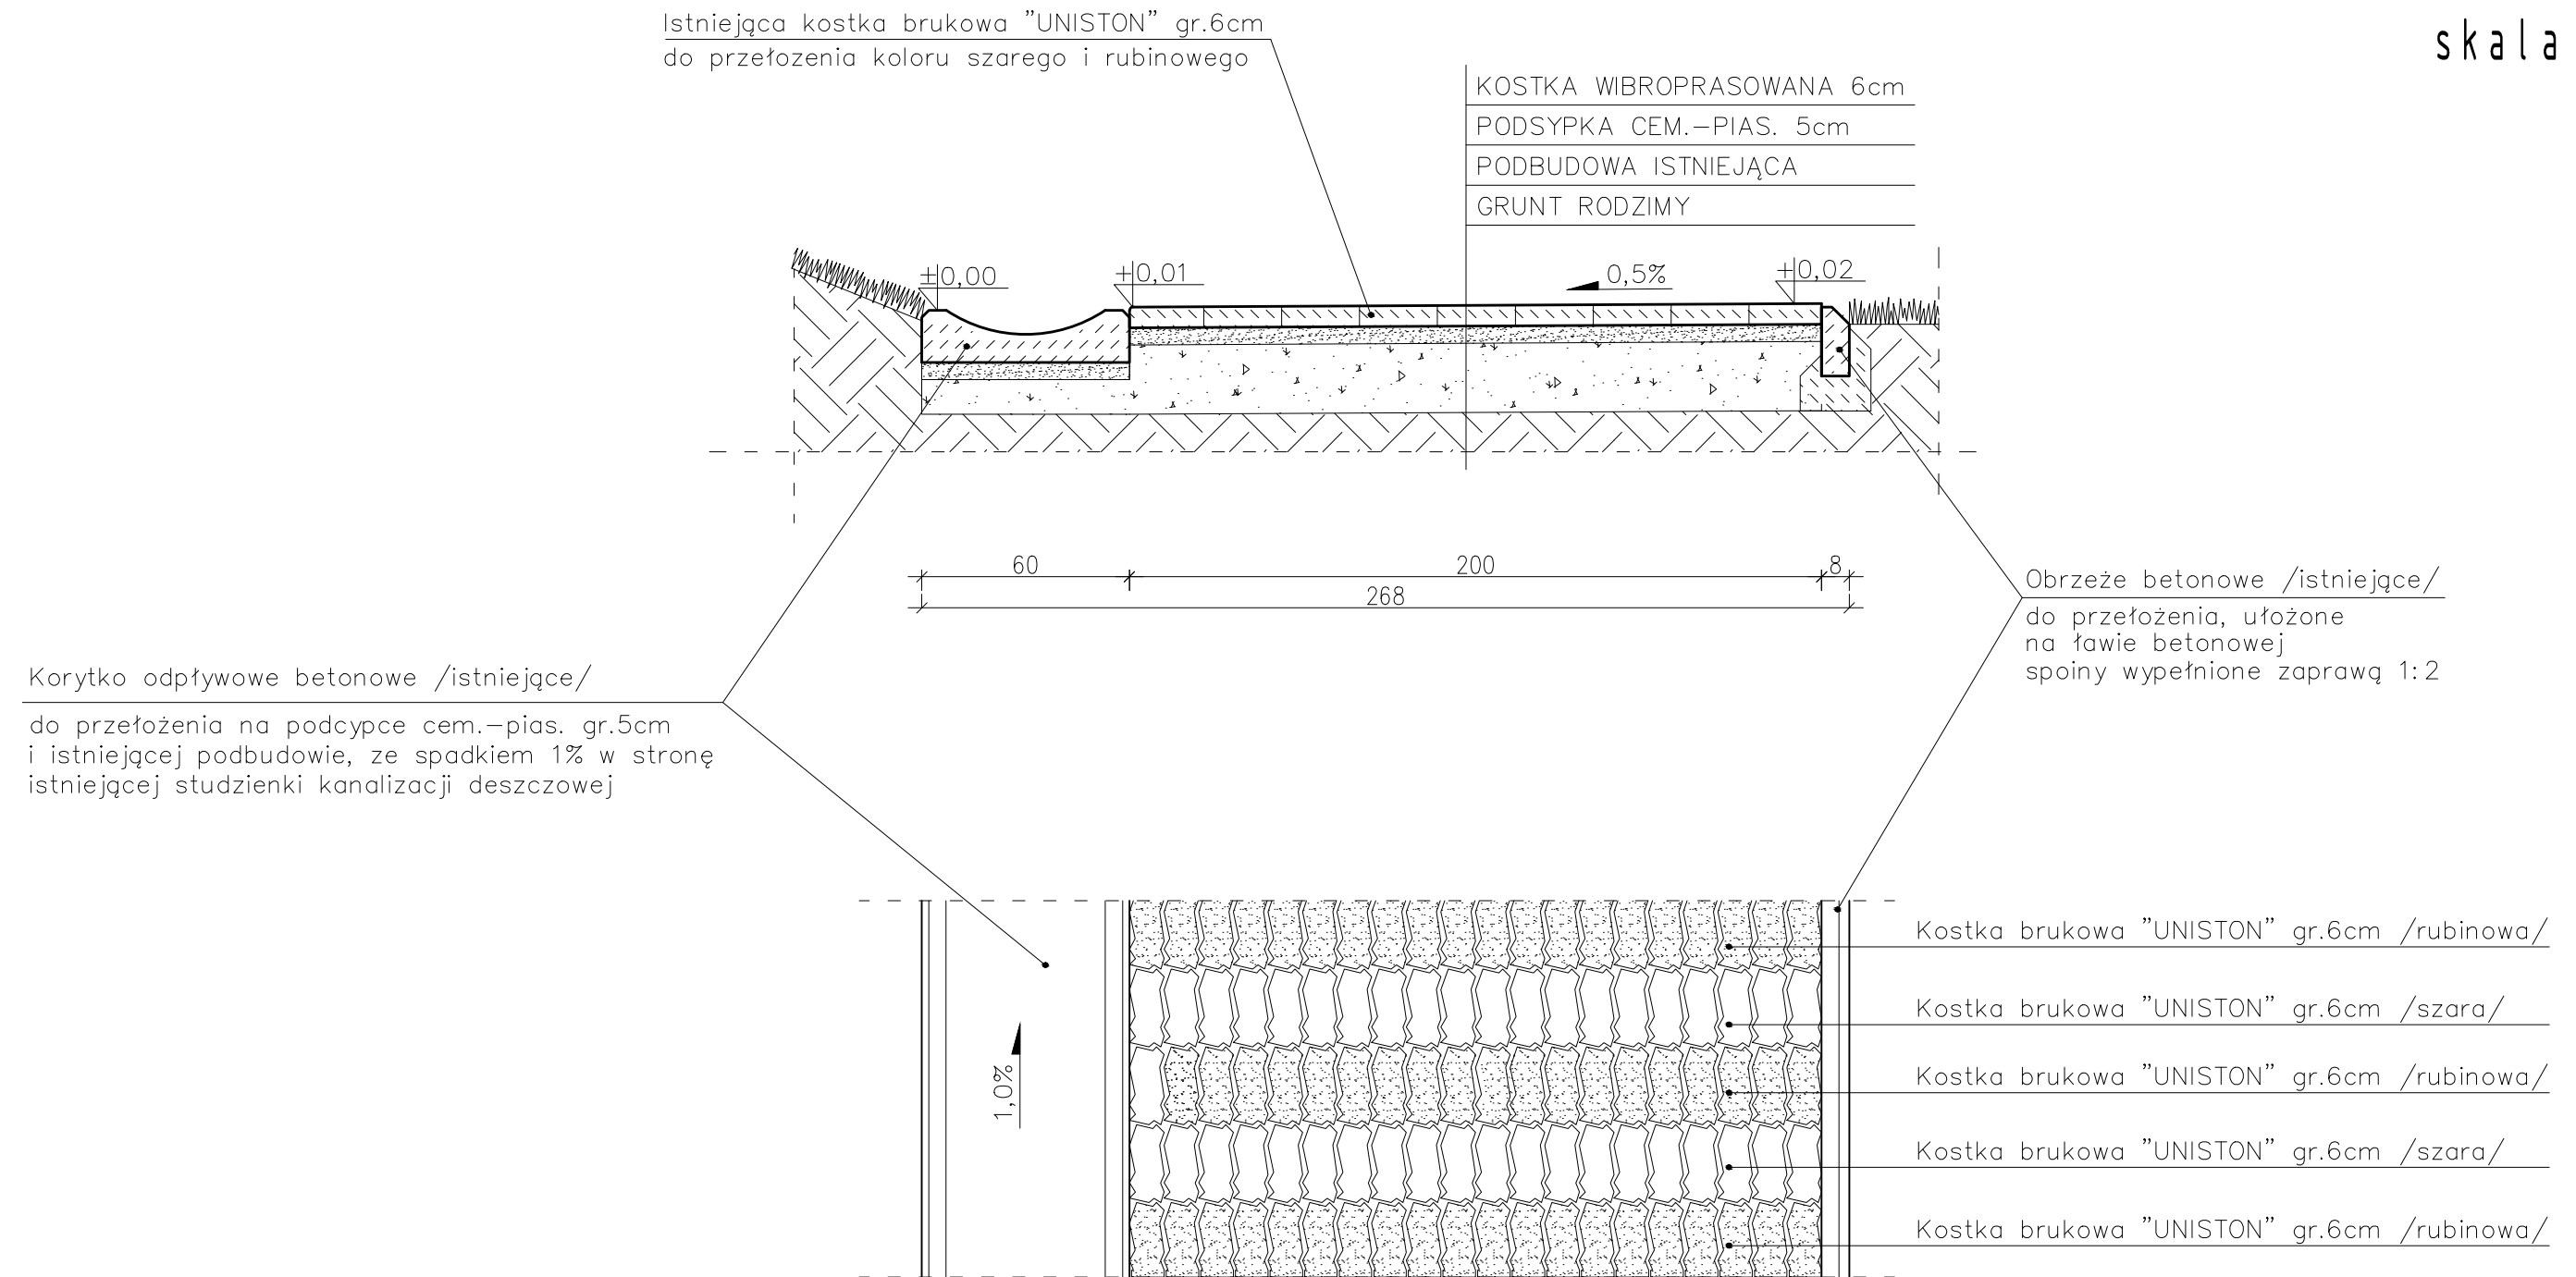 Istniejąca kostka brukowa "UNISTON" gr.6cm
do przełozenia koloru szarego i rubinowego
skala
KOSTKA WIBROPRASOWANA 6cm
PODSYPKA CEM.-PIAS. 5cm
PODBUDOWA ISTNIEJĄCA
GRUNT RODZIMY
±0,00
+0,01
0,5%
+0,02
60
200
8
268
Obrzeże betonowe /istniejące/
do przełożenia, ułożone
na ławie betonowej
spoiny wypełnione zaprawą 1:2
Korytko odpływowe betonowe /istniejące/
do przełożenia na podcypce cem.-pias. gr.5cm
i istniejącej podbudowie, ze spadkiem 1% w stronę
istniejącej studzienki kanalizacji deszczowej
1,0%
Kostka brukowa "UNISTON" gr.6cm /rubinowa/
Kostka brukowa "UNISTON" gr.6cm /szara/
Kostka brukowa "UNISTON" gr.6cm /rubinowa/
Kostka brukowa "UNISTON" gr.6cm /szara/
Kostka brukowa "UNISTON" gr.6cm /rubinowa/